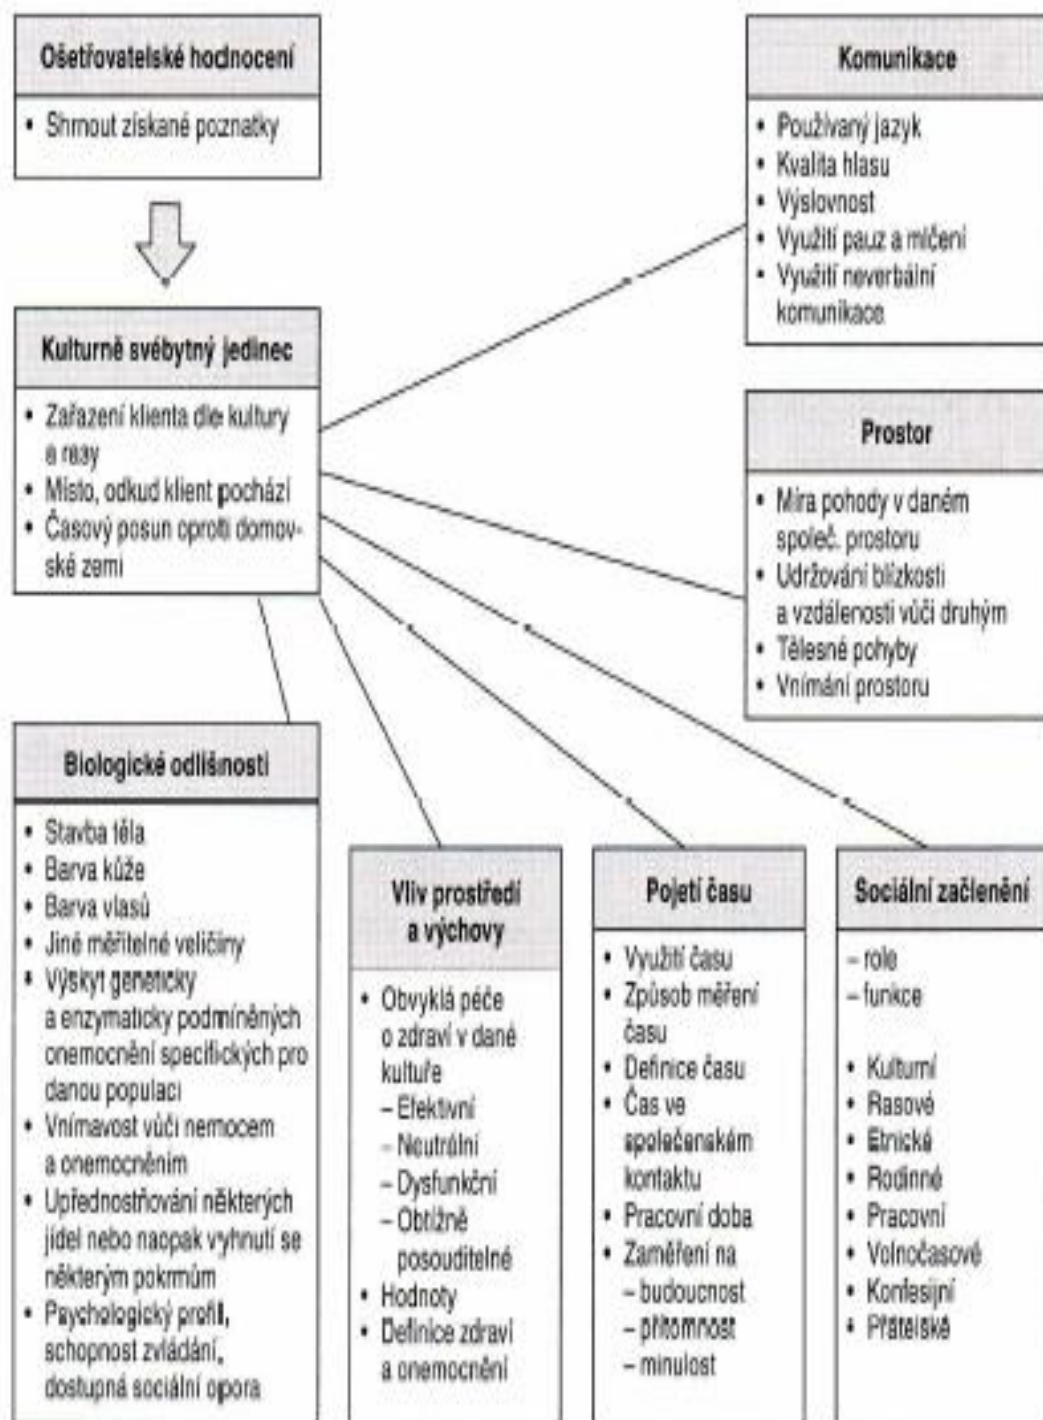 Ošetřovatelské hodnocení
• Shrnout získané poznatky
Kulturně svébytný jedinec
• Zařazení klienta dle kultury
a rasy
• Místo, odkud klient pochází
• Časový posun oproti domov-
ské zemi
Komunikace
• Používaný jazyk
• Kvalita hlasu
• Výslovnost
• Využití pauz a mlčení
• Využití neverbální
komunikace
Prostor
• Míra pohody v daném
společ. prostoru
• Udržování blízkosti
a vzdálenosti vůči druhým
• Tělesné pohyby
• Vnímání prostoru
Biologické odlišnosti
• Stavba těla
• Barva kůže
• Barva vlasů
• Jiné měřitelné veličiny
• Výskyt geneticky
a enzymaticky podmíněných
onemocnění specifických pro
danou populaci
• Vnímavost vůči nemocem
a onemocněním
• Upřednostňování některých
jídel nebo naopak vyhnutí se
některým pokrmům
• Psychologický profil,
schopnost zvládání,
dostupná sociální opora
Vliv prostředí
a výchovy
• Obvyklá péče
o zdraví v dané
kultuře
– Efektivní
– Neutrální
– Dysfunkční
– Obtížně
posouditelné
• Hodnoty
• Definice zdraví
a onemocnění
Pojetí času
• Využití času
• Způsob měření
času
• Definice času
• Čas ve
společenském
kontaktu
• Pracovní doba
• Zaměření na
– budoucnost
– přítomnost
– minulost
Sociální začlenění
– role
– funkce
• Kulturní
• Rasové
• Etnické
• Rodinné
• Pracovní
• Volnočasové
• Konfesijní
• Přátelské